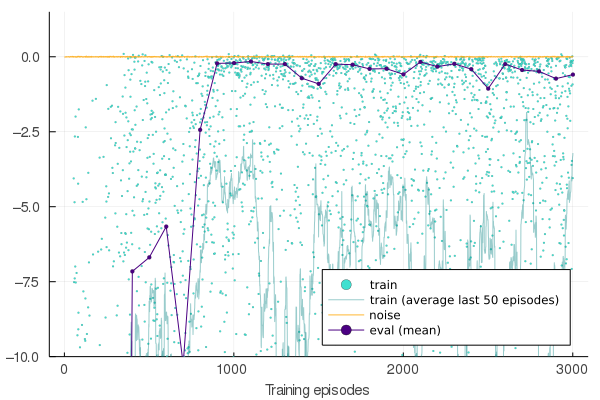 0.0
−2.5
−5.0
−7.5
−10.0
0
1000
2000
3000
Training episodes
train
train (average last 50 episodes)
noise
eval (mean)